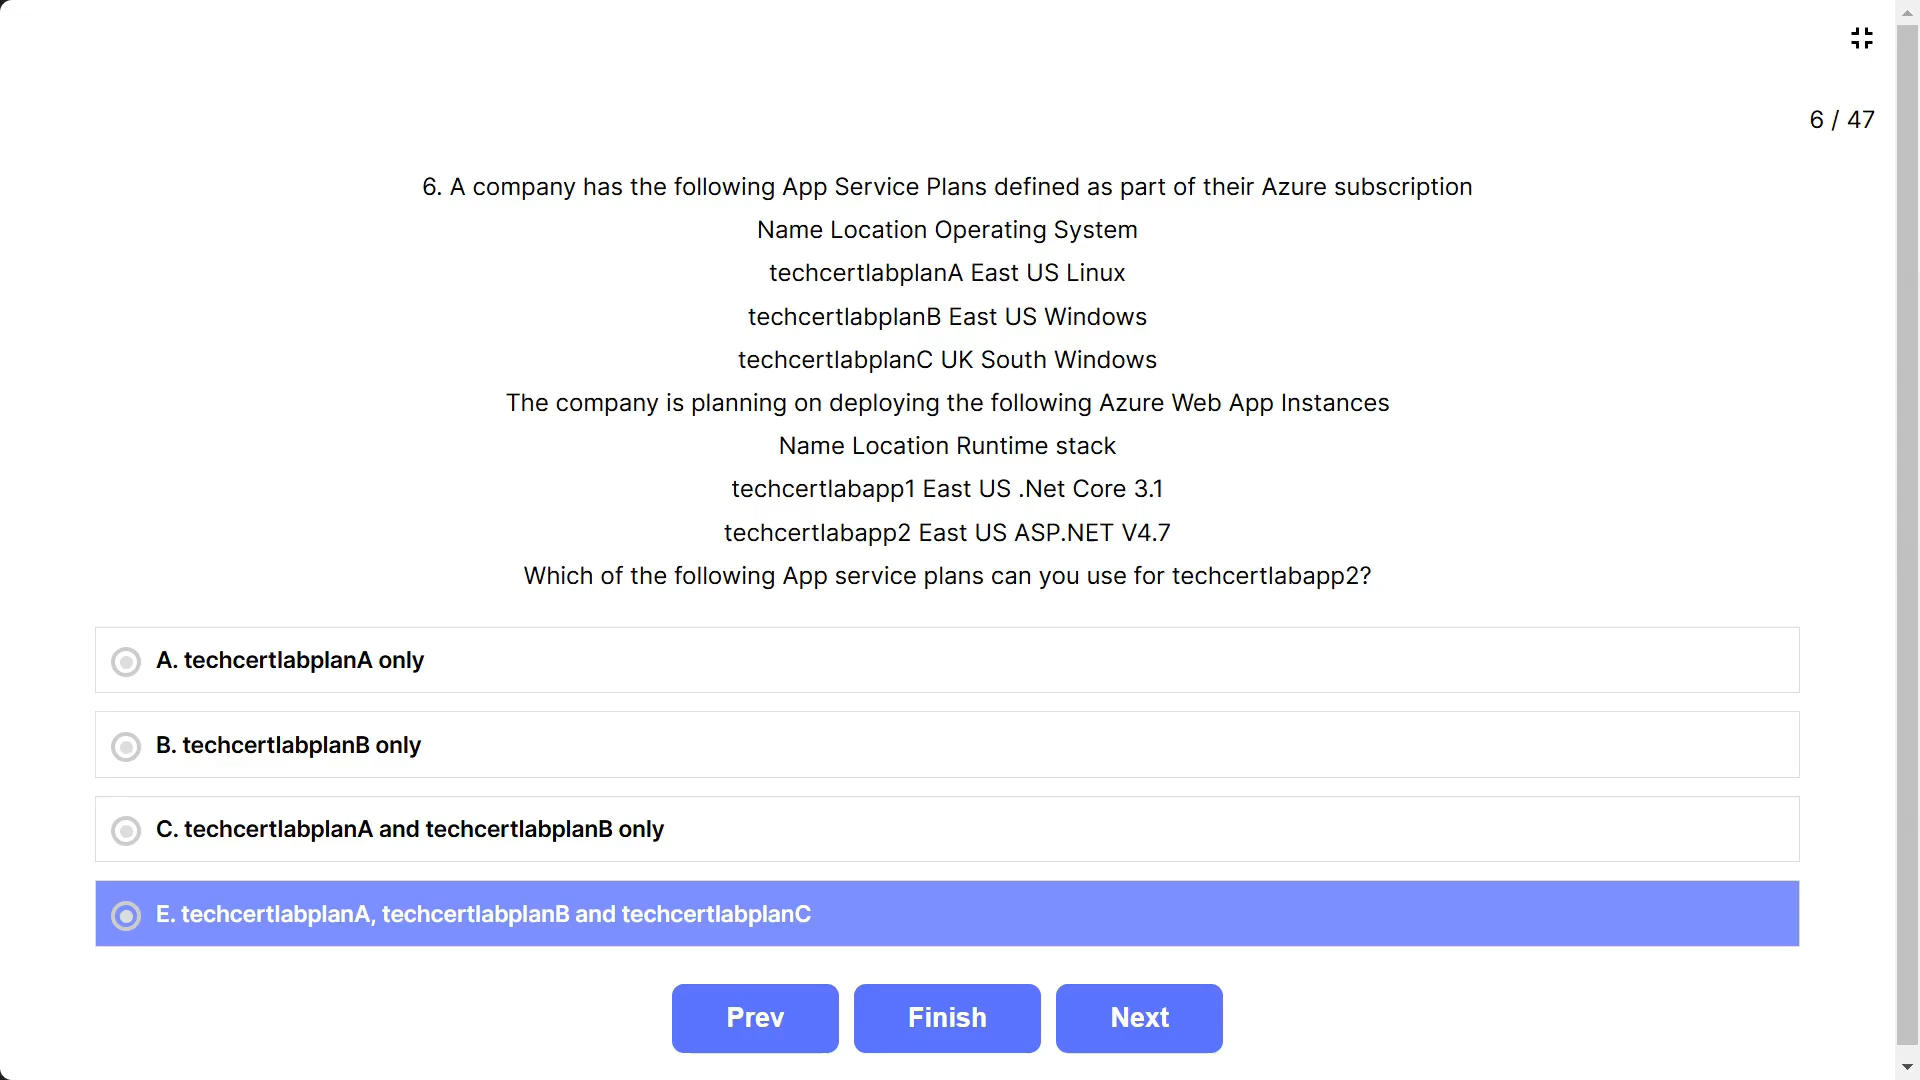 6 / 47
6. A company has the following App Service Plans defined as part of their Azure subscription
Name Location Operating System
techcertlabplanA East US Linux
techcertlabplanB East US Windows
techcertlabplanC UK South Windows
The company is planning on deploying the following Azure Web App Instances
Name Location Runtime stack
techcertlabapp1 East US .Net Core 3.1
techcertlabapp2 East US ASP.NET V4.7
Which of the following App service plans can you use for techcertlabapp2?
A. techcertlabplanA only
B. techcertlabplanB only
C. techcertlabplanA and techcertlabplanB only
E. techcertlabplanA, techcertlabplanB and techcertlabplanC
Prev Finish Next